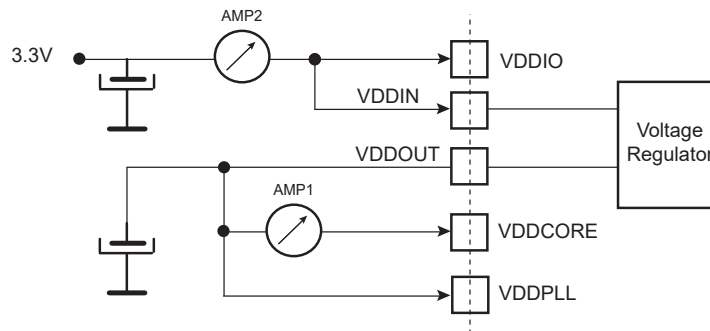 AMP2
3.3V
VDDIO
VDDIN
Voltage
Regulator
VDDOUT
AMP1
VDDCORE
VDDPLL